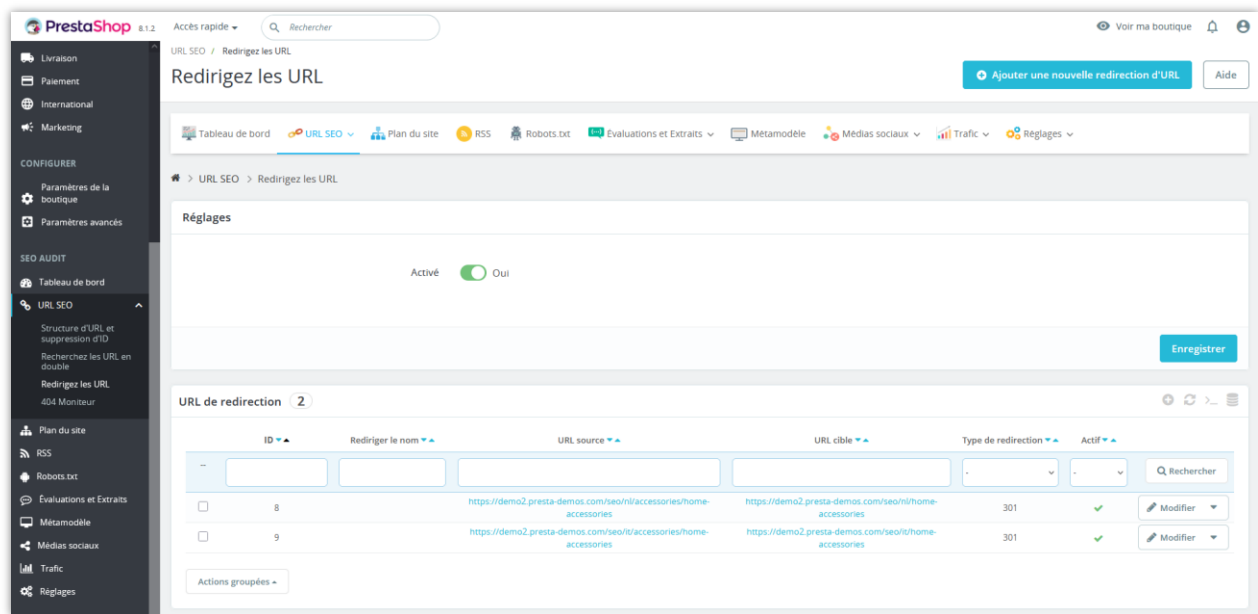 PrestaShop 8.1.2 Accès rapide Rechercher Voir ma boutique
Livraison
Paiement
International
Marketing
CONFIGURER
Paramètres de la
boutique
Paramètres avancés
SEO AUDIT
Tableau de bord
URL SEO
Structure d'URL et
suppression d'ID
Recherchez les URL en
double
Redirigez les URL
404 Moniteur
Plan du site
RSS
Robots.txt
Évaluations et Extraits
Métamodèle
Médias sociaux
Trafic
Réglages
URL SEO / Redirigez les URL
Redirigez les URL
Ajouter une nouvelle redirection d'URL Aide
Tableau de bord URL SEO Plan du site RSS Robots.txt Évaluations et Extraits Métamodèle Médias sociaux Trafic Réglages
> URL SEO > Redirigez les URL
Réglages
Activé Oui
Enregistrer
URL de redirection 2
ID Rediriger le nom URL source URL cible Type de redirection Actif
-- - - Rechercher
8 https://demo2.presta-demos.com/seo/nl/accessories/home-accessories https://demo2.presta-demos.com/seo/nl/home-accessories 301 Modifier
9 https://demo2.presta-demos.com/seo/it/accessories/home-accessories https://demo2.presta-demos.com/seo/it/home-accessories 301 Modifier
Actions groupées